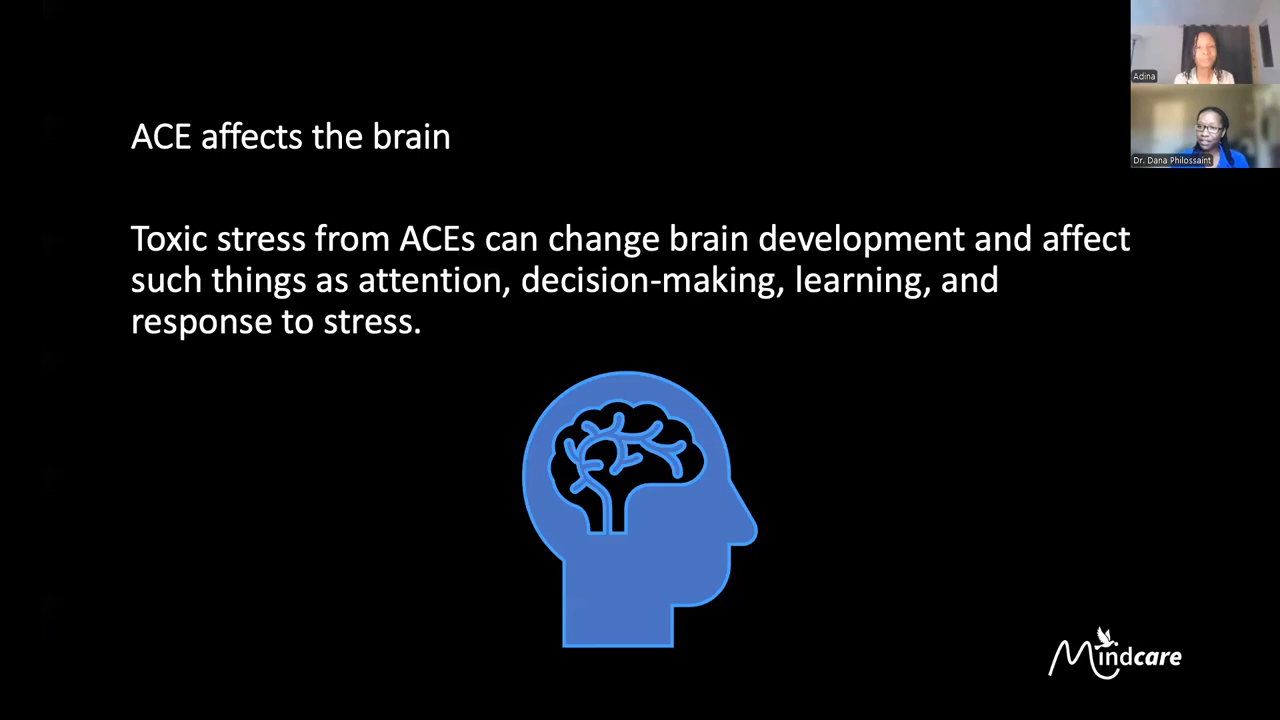 ACE affects the brain
Adina
Dr. Dana Philossaint
Toxic stress from ACEs can change brain development and affect
such things as attention, decision-making, learning, and
response to stress.
Mindcare